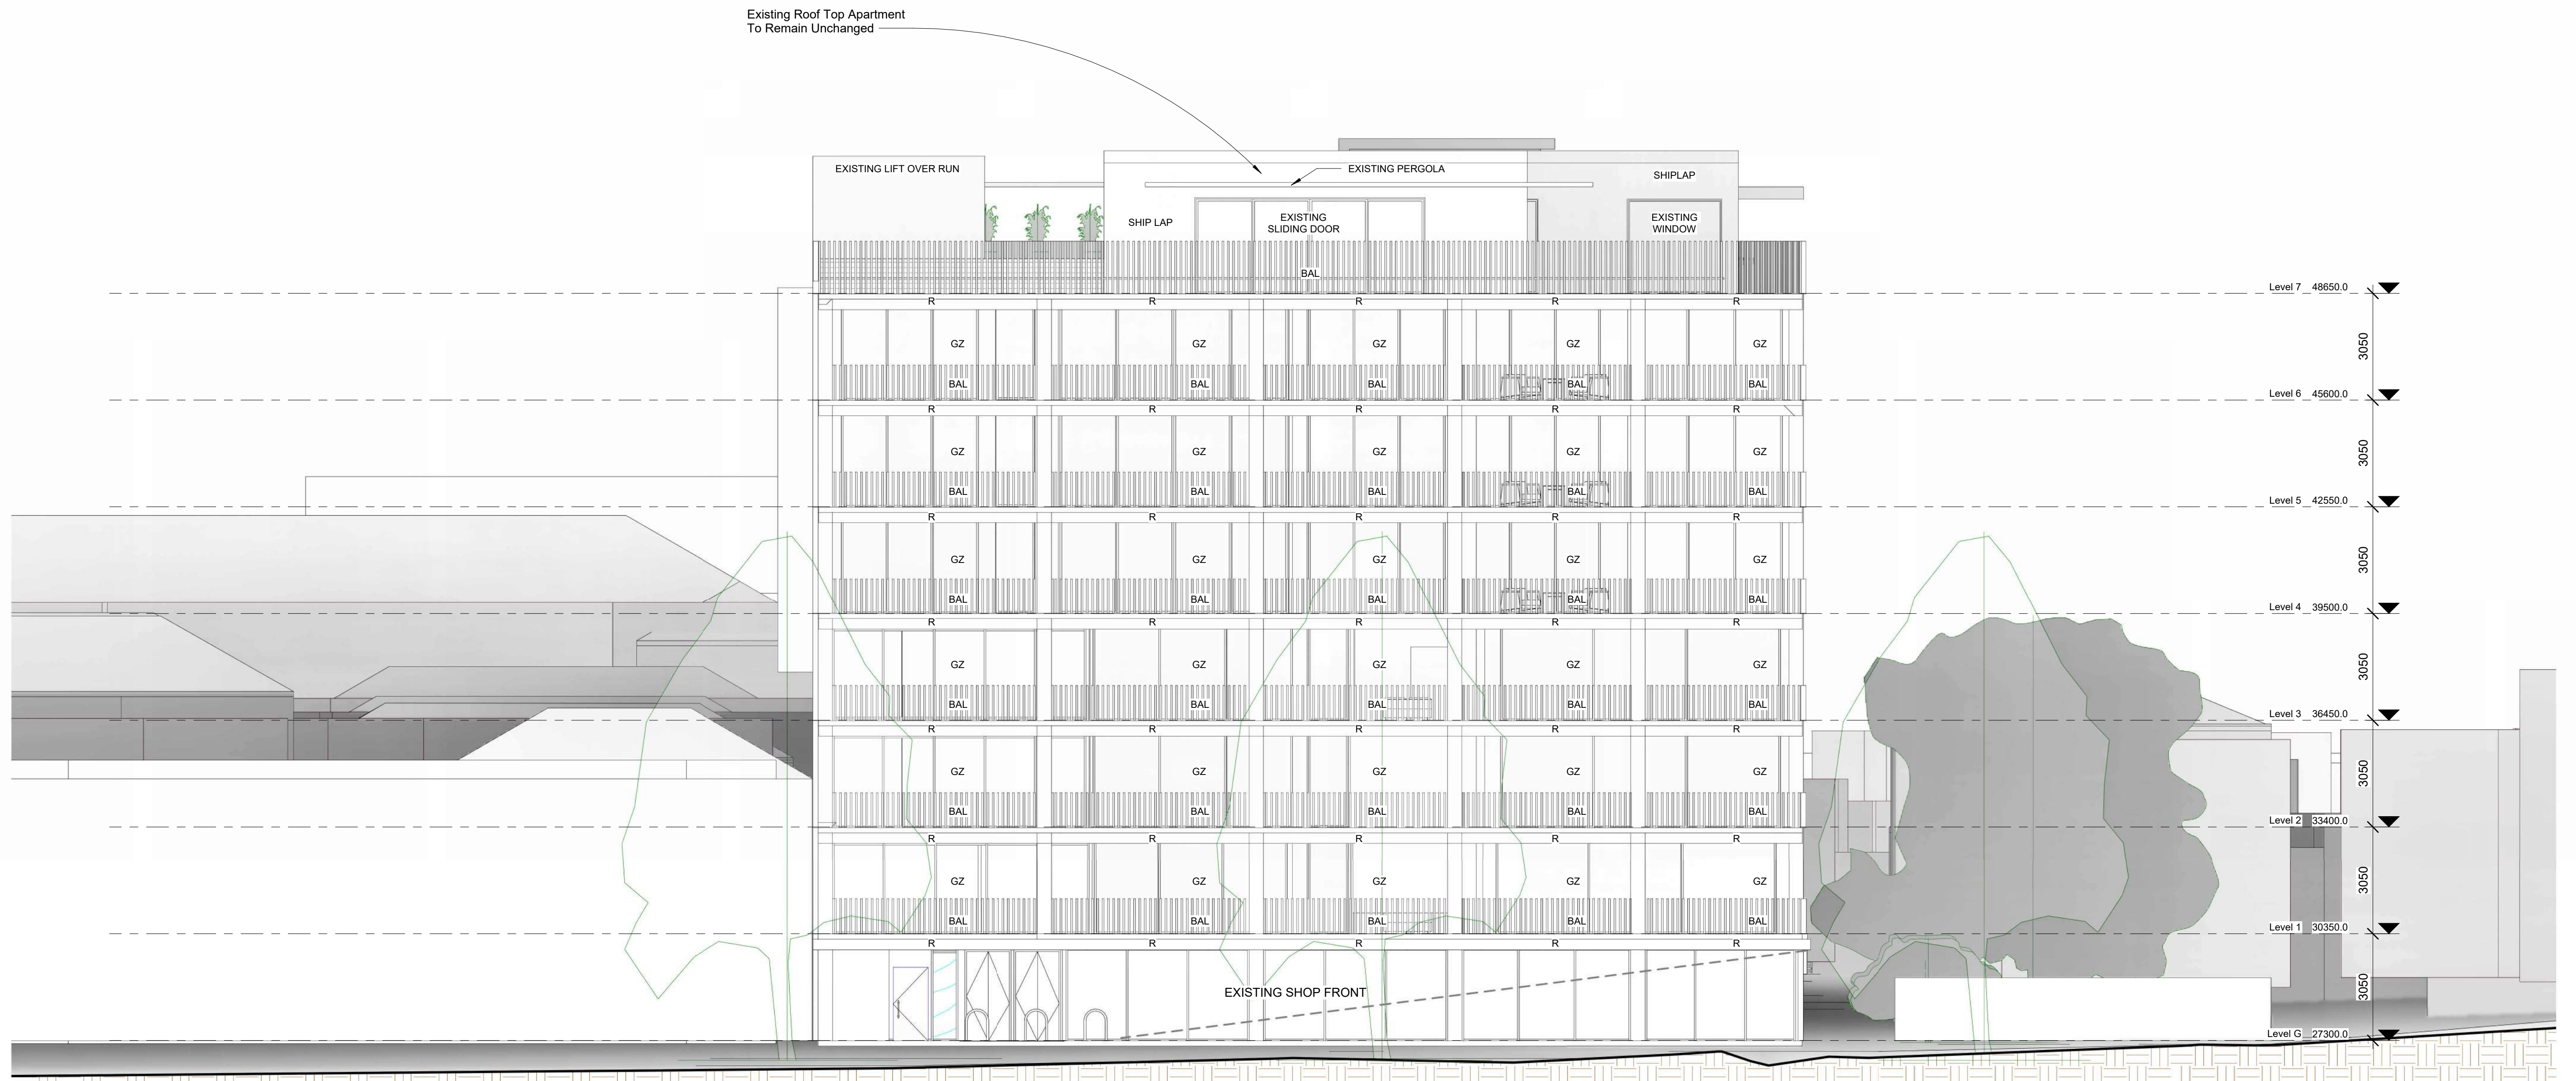 Existing Roof Top Apartment
To Remain Unchanged
EXISTING LIFT OVER RUN
EXISTING PERGOLA
SHIPLAP
SHIP LAP
EXISTING
SLIDING DOOR
EXISTING
WINDOW
BAL
Level 7 48650.0
R R R R R
GZ GZ GZ GZ GZ
3050
BAL BAL BAL BAL BAL
Level 6 45600.0
R R R R R
GZ GZ GZ GZ GZ
3050
BAL BAL BAL BAL BAL
Level 5 42550.0
R R R R R
GZ GZ GZ GZ GZ
3050
BAL BAL BAL BAL BAL
Level 4 39500.0
R R R R R
GZ GZ GZ GZ GZ
3050
BAL BAL BAL BAL BAL
Level 3 36450.0
R R R R R
GZ GZ GZ GZ GZ
3050
BAL BAL BAL BAL BAL
Level 2 33400.0
R R R R R
GZ GZ GZ GZ GZ
3050
BAL BAL BAL BAL BAL
Level 1 30350.0
R R R R R
EXISTING SHOP FRONT
3050
Level G 27300.0